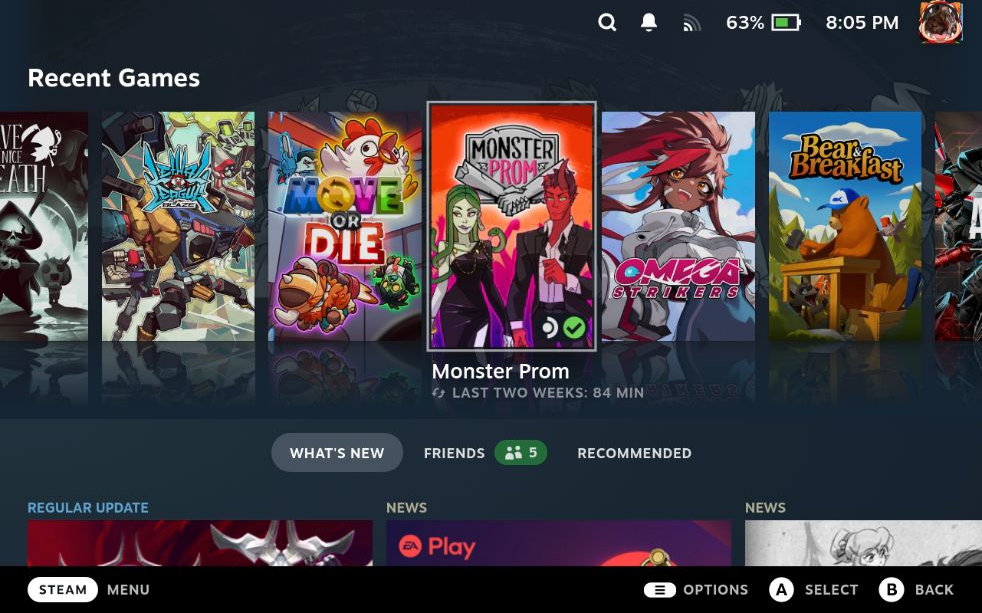 63%
8:05 PM
Recent Games
AVE
NICE
EATH
LETHAL
LEAGUE
BLAZE
MOVE
OR
DIE
MONSTER
PROM
Monster Prom
LAST TWO WEEKS: 84 MIN
OMEGA
STRIKERS
Bear&
Breakfast
A
WHAT'S NEW
FRIENDS 5
RECOMMENDED
REGULAR UPDATE
NEWS
NEWS
EA Play
STEAM MENU
OPTIONS
A SELECT
B BACK